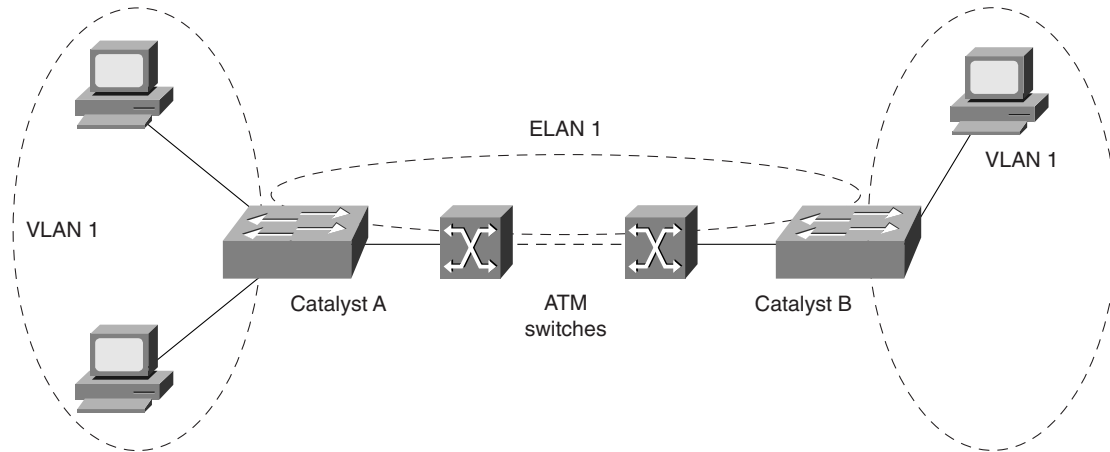 ELAN 1
VLAN 1
VLAN 1
Catalyst A
ATM
switches
Catalyst B